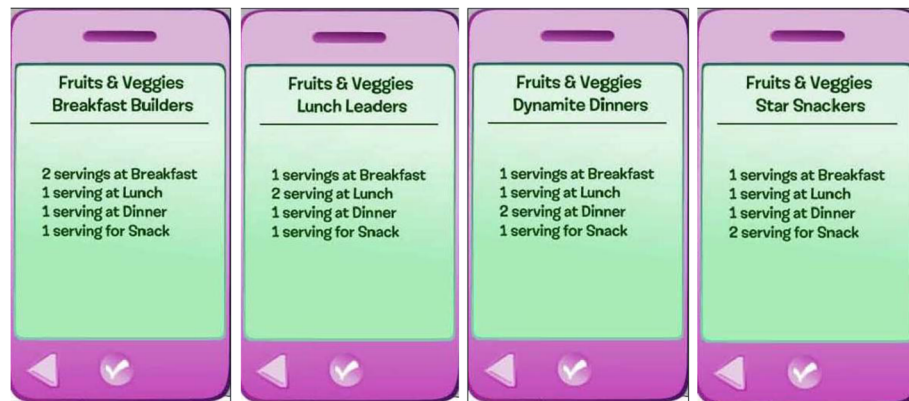 Fruits & Veggies
Breakfast Builders
2 servings at Breakfast
1 serving at Lunch
1 serving at Dinner
1 serving for Snack
Fruits & Veggies
Lunch Leaders
1 servings at Breakfast
2 serving at Lunch
1 serving at Dinner
1 serving for Snack
Fruits & Veggies
Dynamite Dinners
1 servings at Breakfast
1 serving at Lunch
2 serving at Dinner
1 serving for Snack
Fruits & Veggies
Star Snackers
1 servings at Breakfast
1 serving at Lunch
1 serving at Dinner
2 serving for Snack